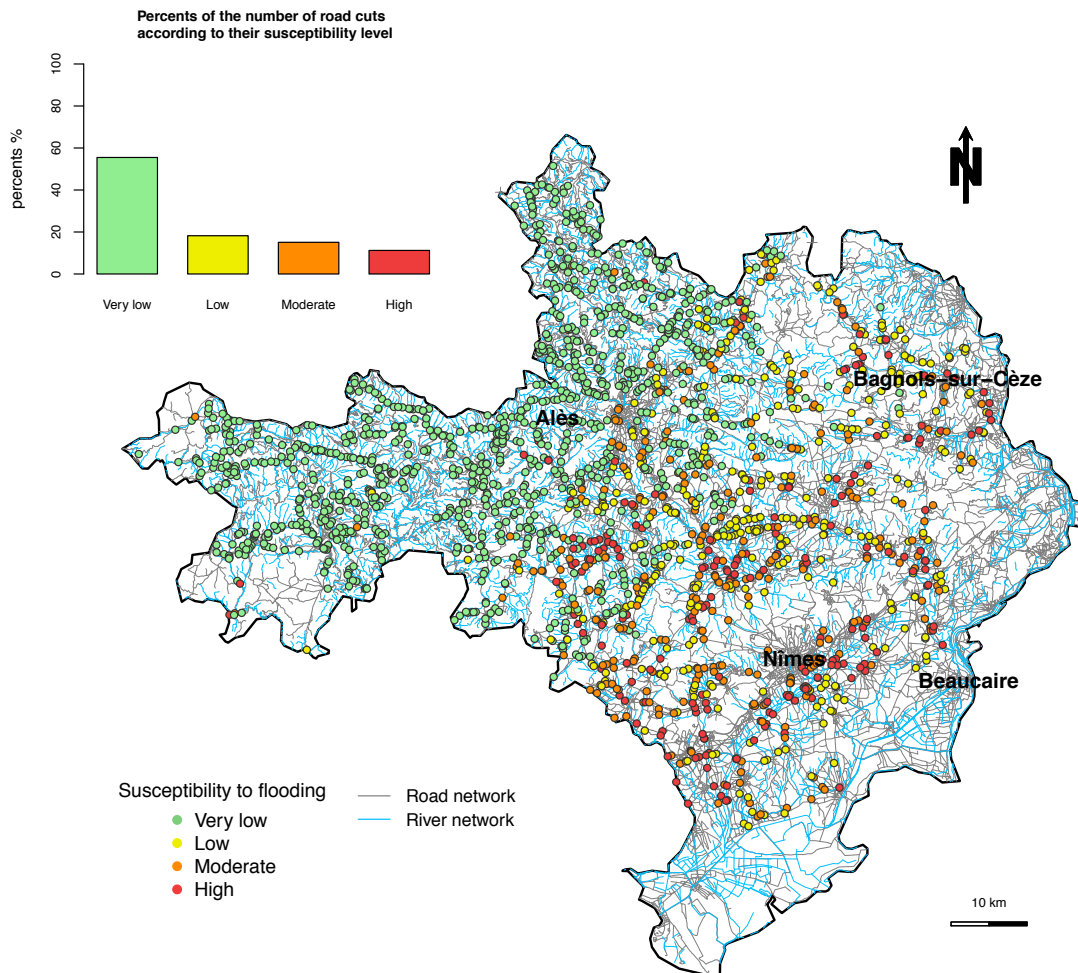 Percents of the number of road cuts
according to their susceptibility level
percents %
100
80
60
40
20
0
Very low
Low
Moderate
High
N
Bagnols−sur−Cèze
Alès
Nîmes
Beaucaire
Susceptibility to flooding
Very low
Low
Moderate
High
Road network
River network
10 km